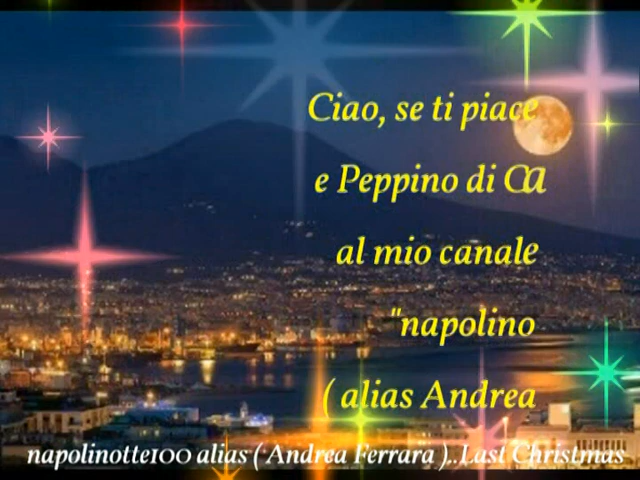 Ciao, se ti piace
e Peppino di Ca
al mio canale
"napolino
( alias Andrea
napolinotte100 alias ( Andrea Ferrara )..Last Christmas